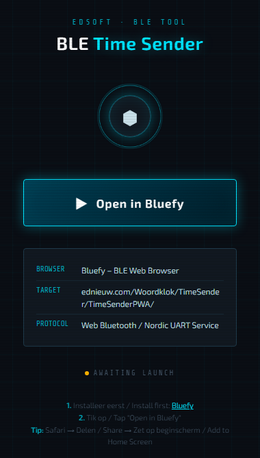 EDSOFT · BLE TOOL
BLE Time Sender
▶ Open in Bluefy
BROWSER Bluefy – BLE Web Browser
TARGET ednieuw.com/Woordklok/TimeSende
r/TimeSenderPWA/
PROTOCOL Web Bluetooth / Nordic UART Service
AWAITING LAUNCH
1. Installeer eerst / Install first: Bluefy
2. Tik op / Tap "Open in Bluefy"
Tip: Safari → Delen / Share → Zet op beginscherm / Add to
Home Screen